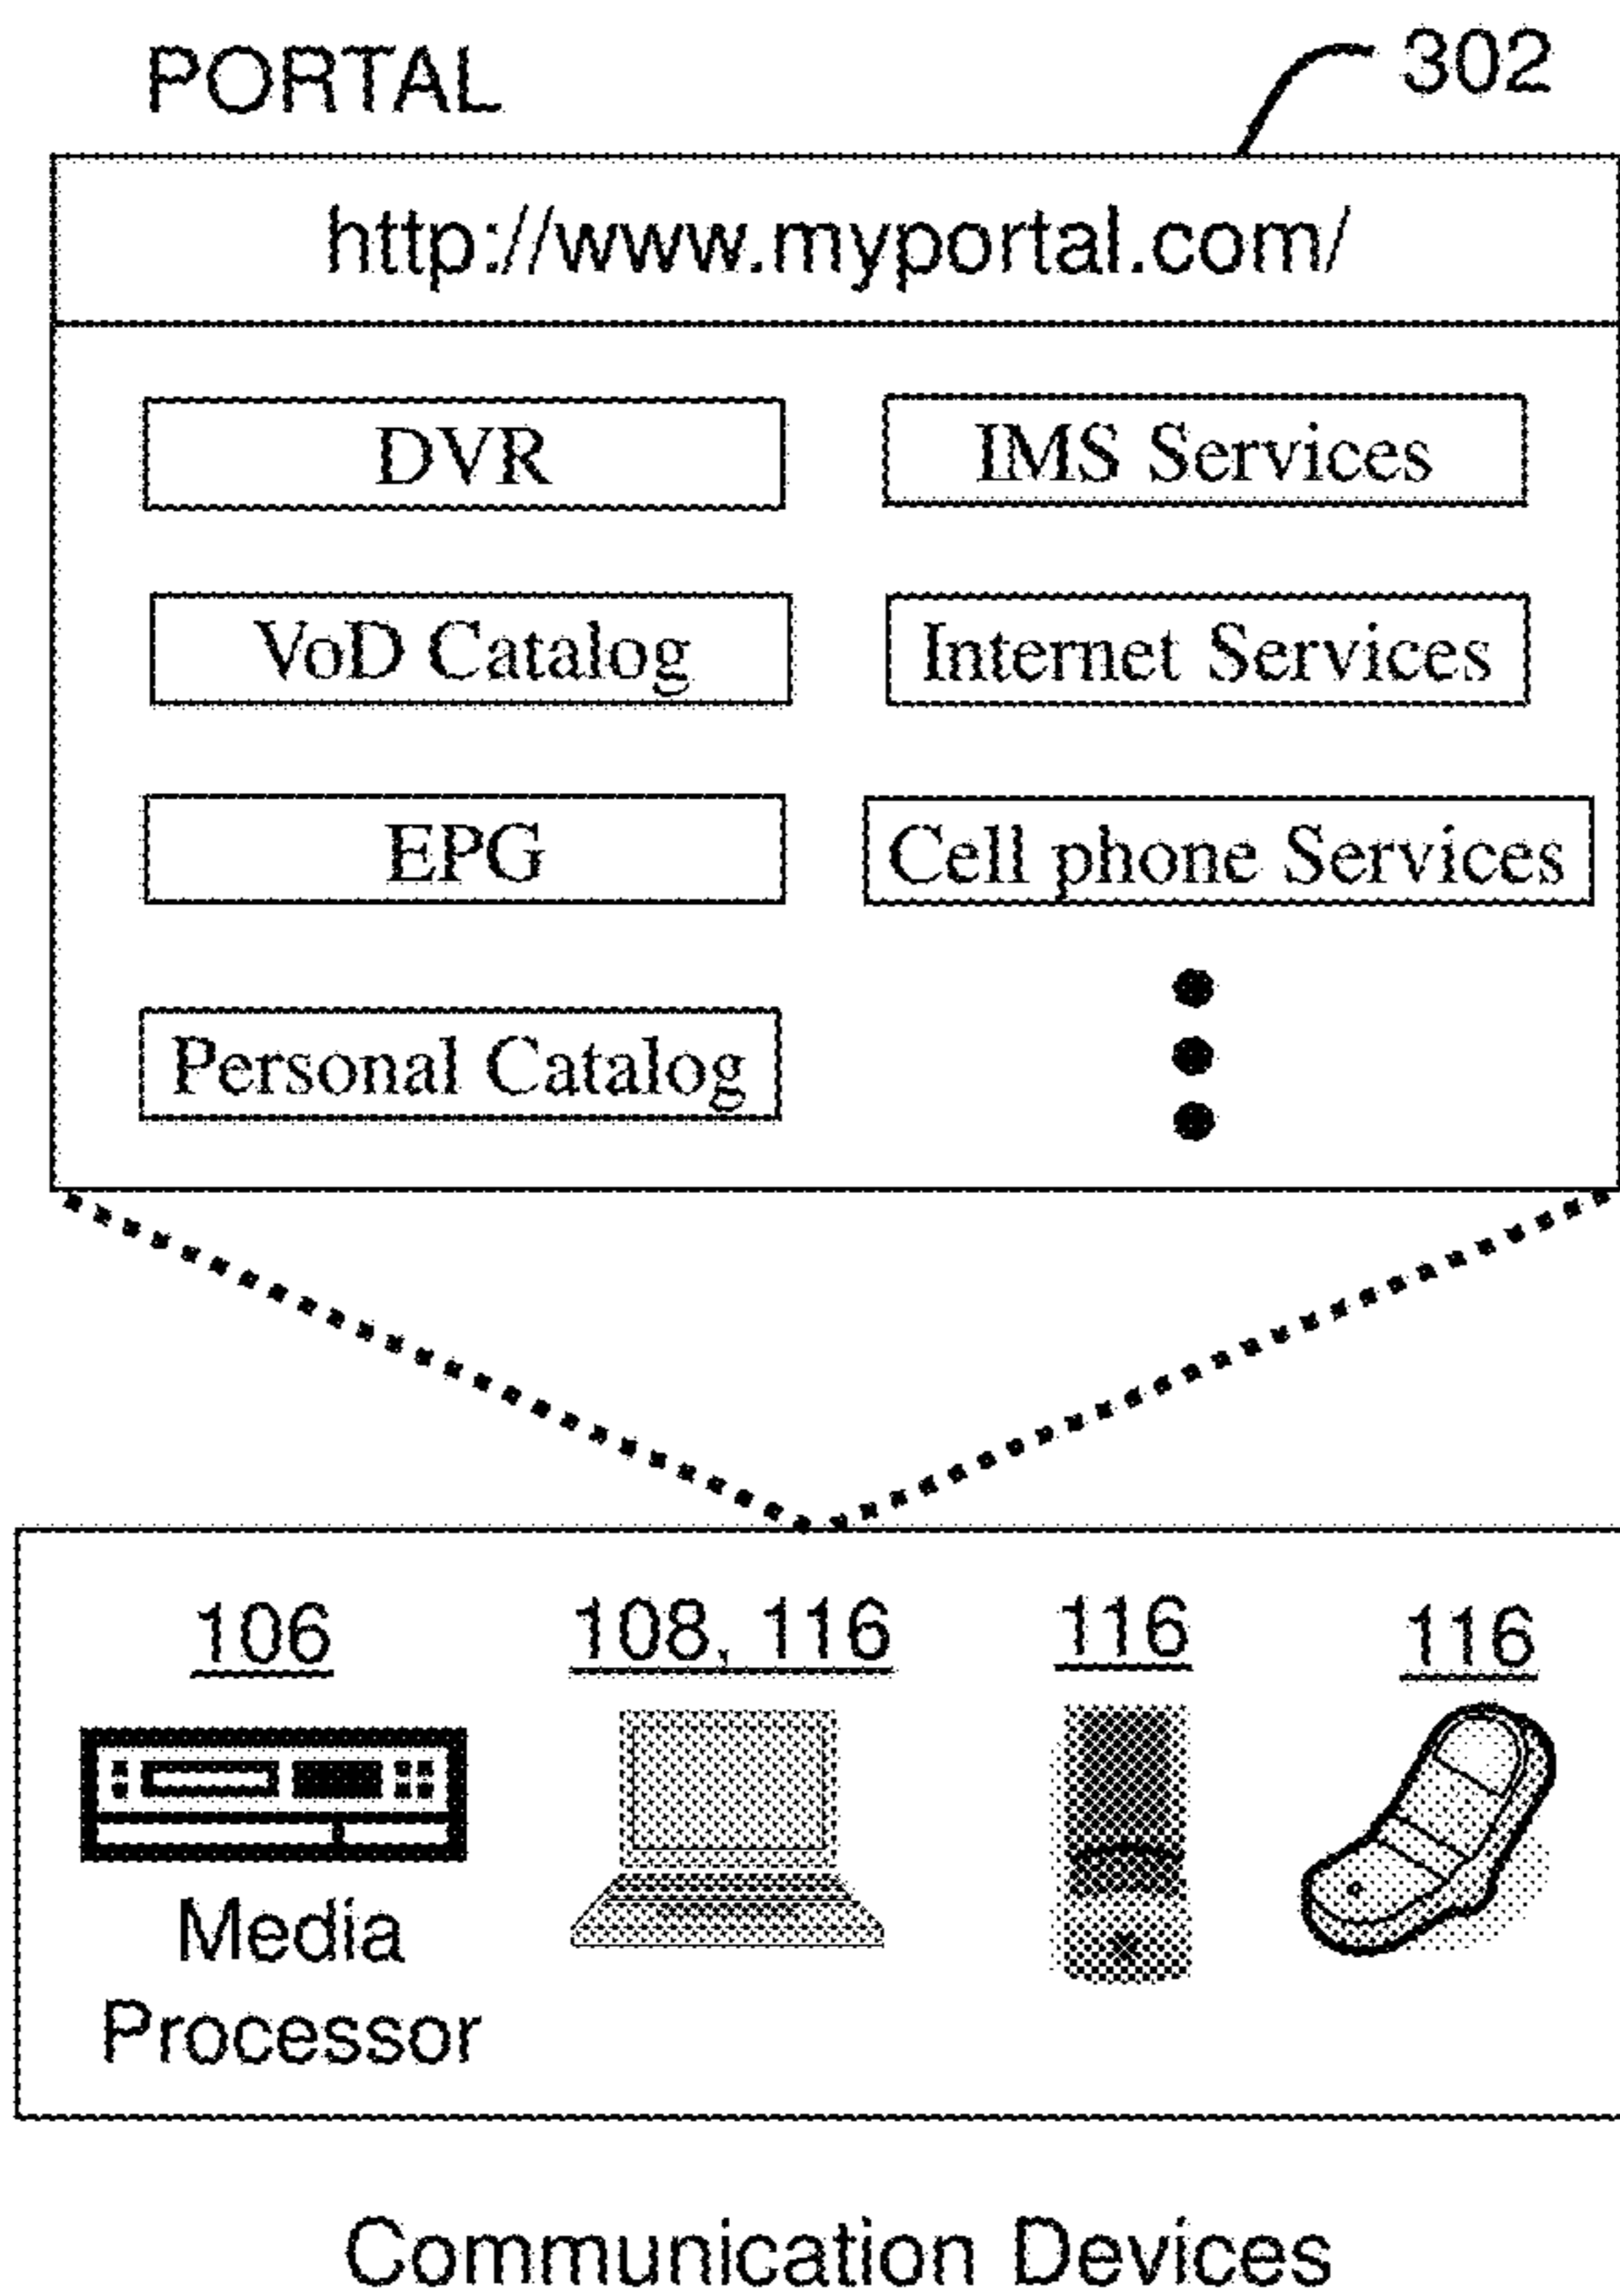 PORTAL
302
http://www.myportal.com/
DVR
IMS Services
VoD Catalog
Internet Services
EPG
Cell phone Services
Personal Catalog
106
108, 116
116
116
Media
Processor
Communication Devices